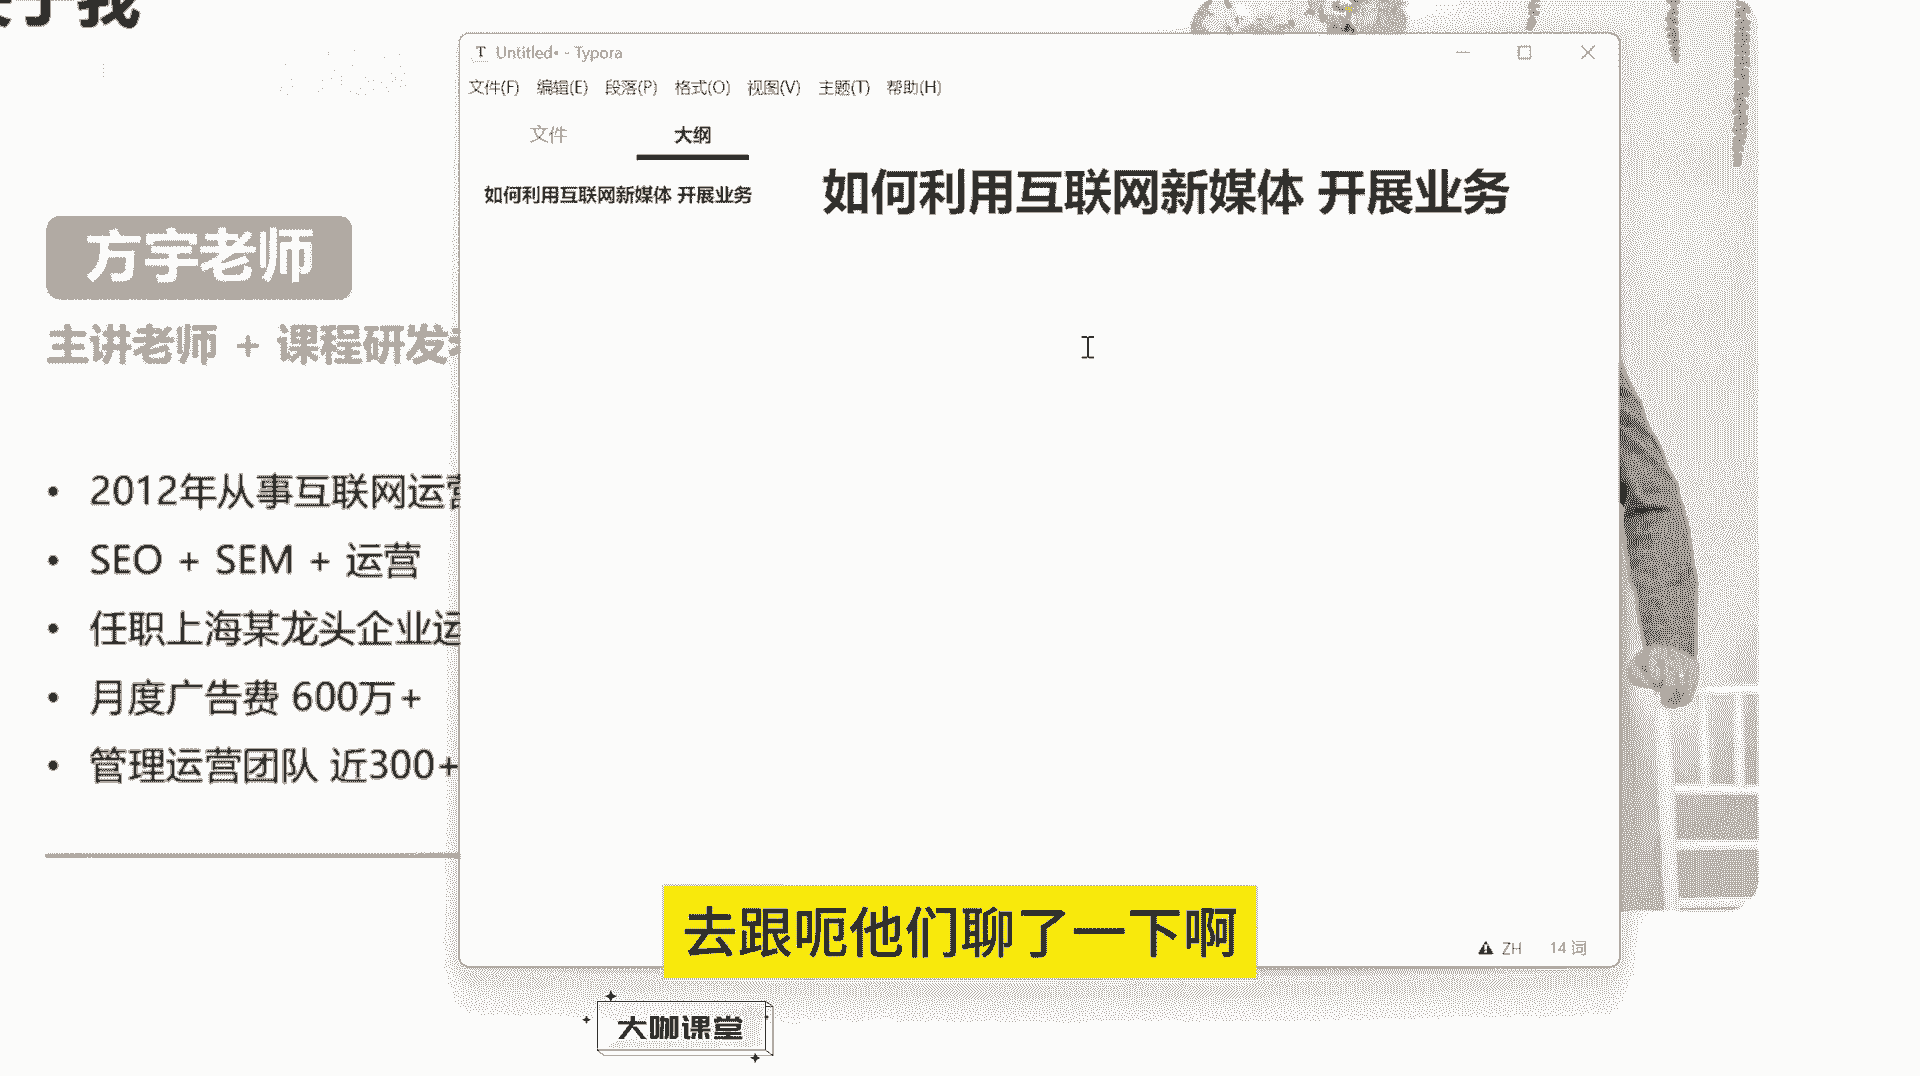 于我
Untitled• - Typora
文件(F) 编辑(E) 段落(P) 格式(O) 视图(V) 主题(T) 帮助(H)
文件 大纲
如何利用互联网新媒体 开展业务
如何利用互联网新媒体 开展业务
方宇老师
主讲老师 + 课程研发
2012年从事互联网运营
SEO + SEM + 运营
任职上海某龙头企业运
月度广告费 600万+
管理运营团队 近300+
去跟呃他们聊了一下啊
ZH 14 词
大咖课堂